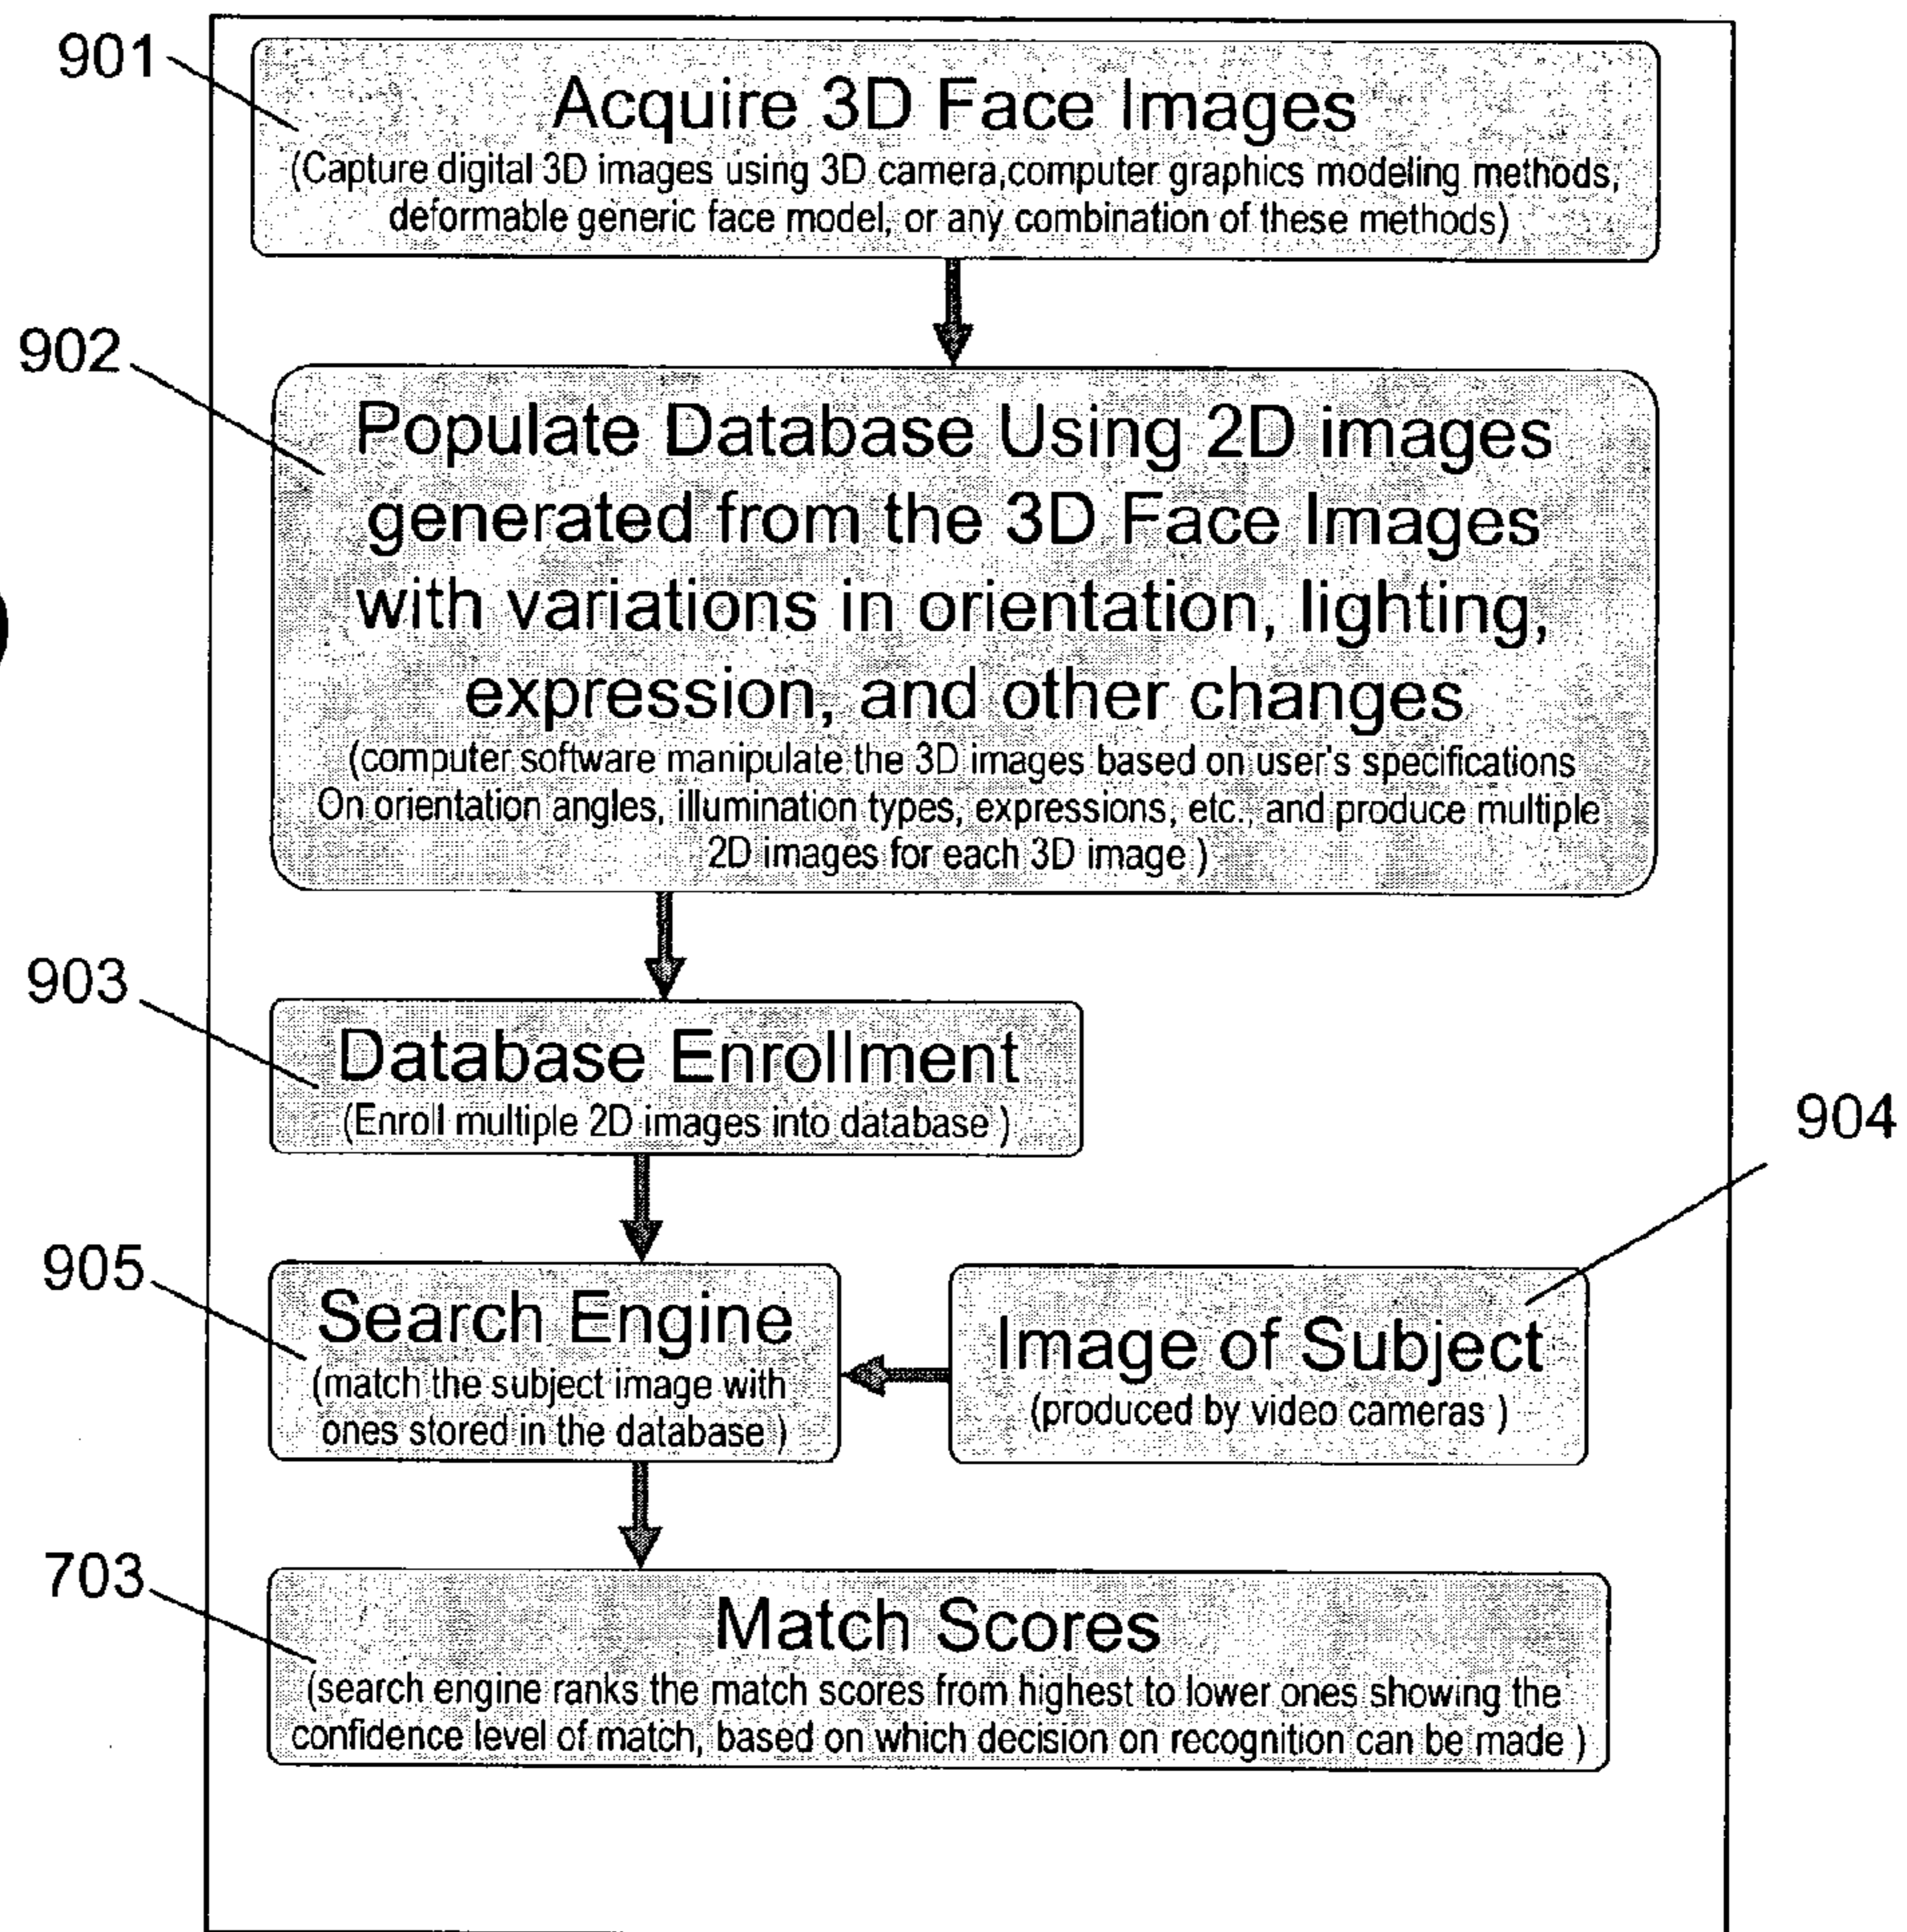 901
Acquire 3D Face Images
(Capture digital 3D images using 3D camera,computer graphics modeling methods,
deformable generic face model, or any combination of these methods)
902
Populate Database Using 2D images
generated from the 3D Face Images
with variations in orientation, lighting,
expression, and other changes
(computer software manipulate the 3D images based on user's specifications
On orientation angles, illumination types, expressions, etc., and produce multiple
2D images for each 3D image )
903
Database Enrollment
(Enroll multiple 2D images into database )
904
905
Search Engine
(match the subject image with
ones stored in the database )
Image of Subject
(produced by video cameras )
703
Match Scores
(search engine ranks the match scores from highest to lower ones showing the
confidence level of match, based on which decision on recognition can be made )